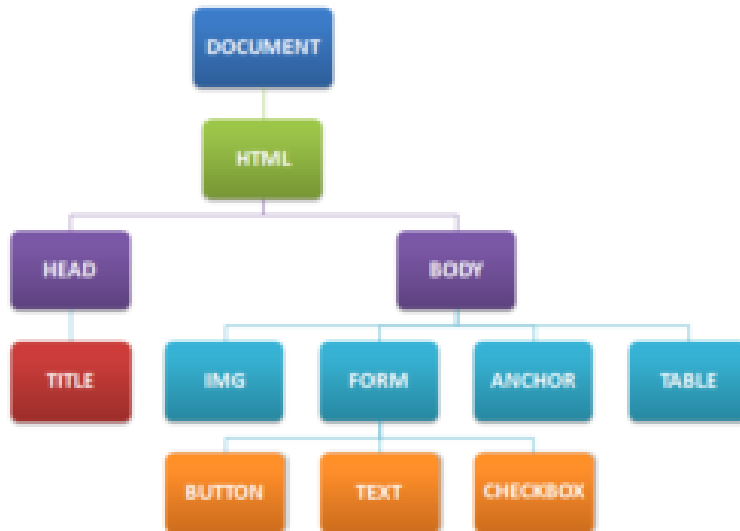 DOCUMENT
HTML
HEAD BODY
TITLE IMG FORM ANCHOR TABLE
BUTTON TEXT CHECKBOX